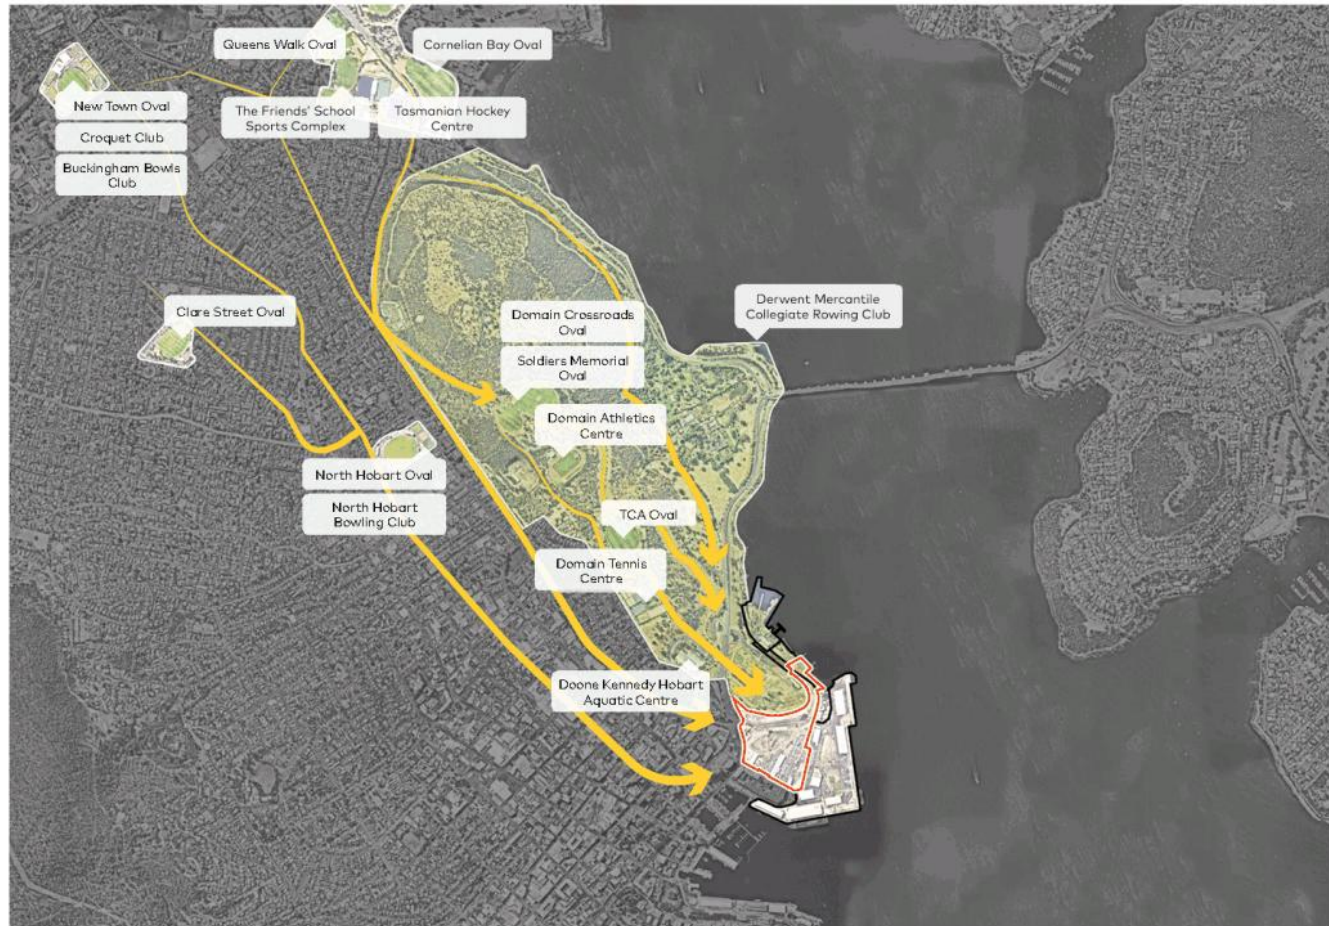 Queens Walk Oval
Cornelian Bay Oval
New Town Oval
The Friends' School
Sports Complex
Tasmanian Hockey
Centre
Croquet Club
Buckingham Bowls
Club
Clare Street Oval
Domain Crossroads
Oval
Derwent Mercantile
Collegiate Rowing Club
Soldiers Memorial
Oval
Domain Athletics
Centre
North Hobart Oval
North Hobart
Bowling Club
TCA Oval
Domain Tennis
Centre
Doone Kennedy Hobart
Aquatic Centre